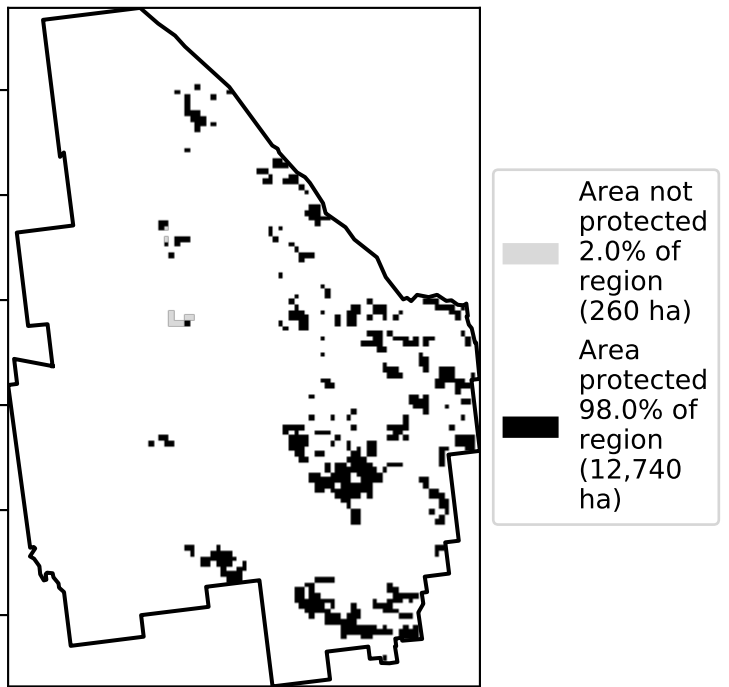 Area not
protected
2.0% of
region
(260 ha)
Area
protected
98.0% of
region
(12,740
ha)